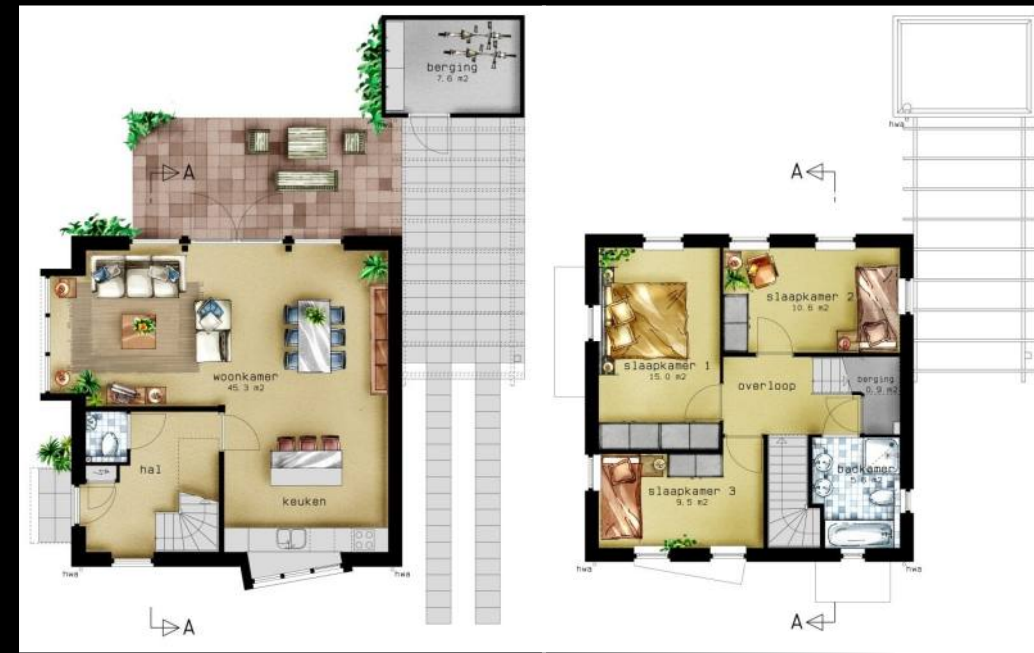 berging
7.6 m2
hwa
A
woonkamer
45.3 m2
hal
keuken
hwa
hwa
A
hwa
A
slaapkamer 2
10.6 m2
slaapkamer 1
15.0 m2
overloop
berging
0.9 m2
badkamer
5.6 m2
slaapkamer 3
9.5 m2
hwa
hwa
A